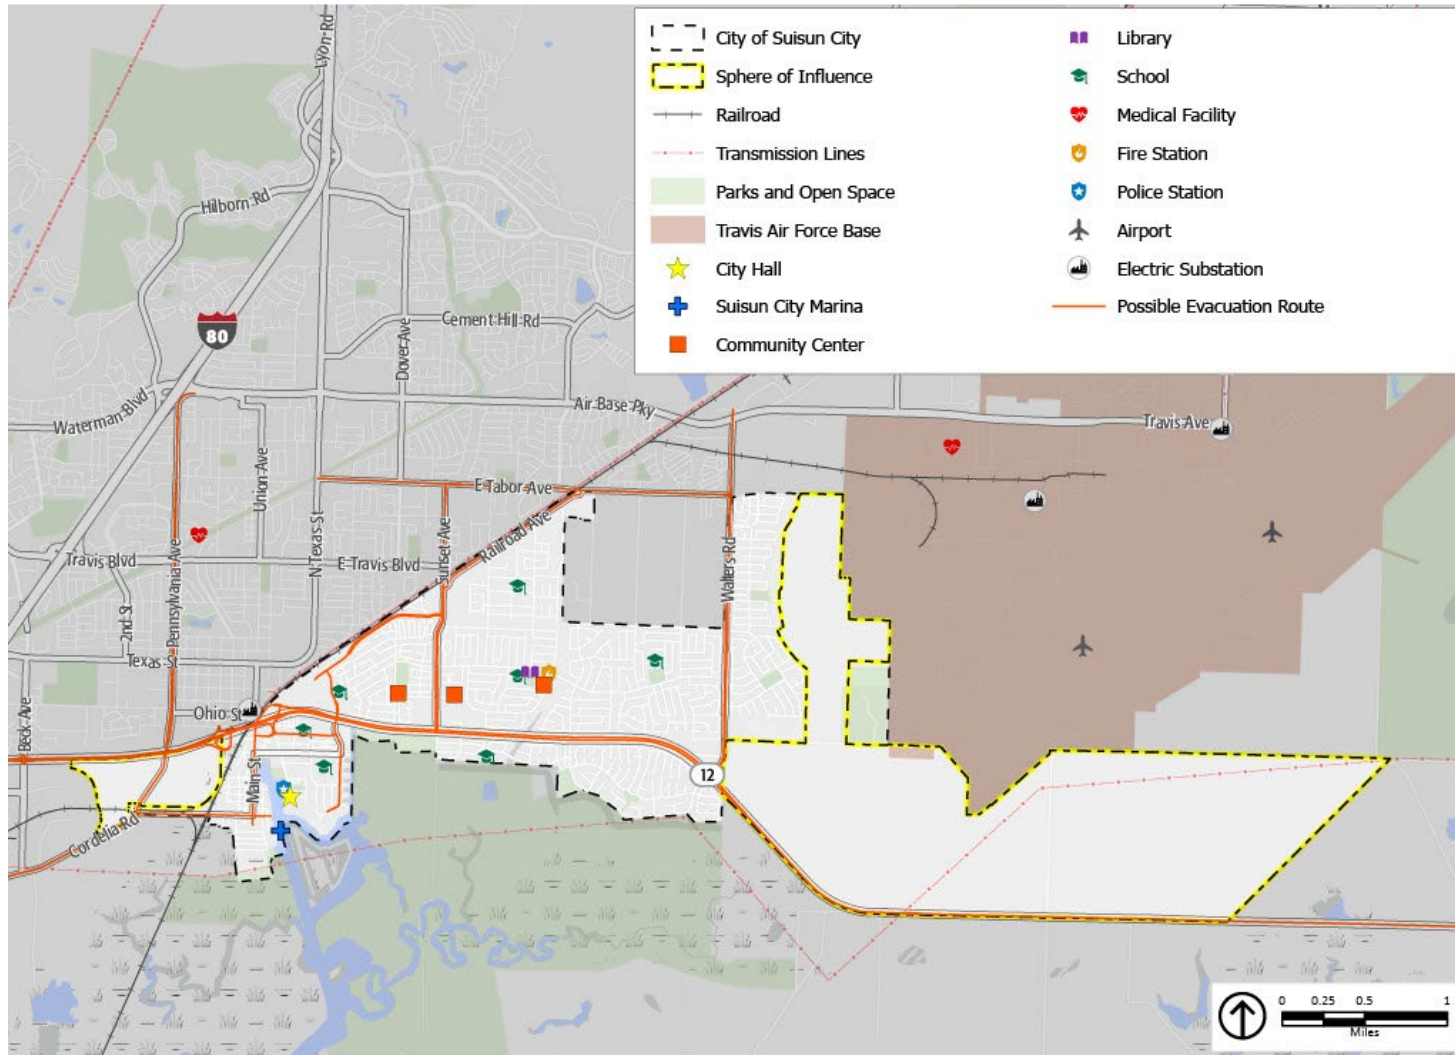 Lyon Rd
Hilborn Rd
80
Cement Hill Rd
Dover Ave
Waterman Blvd
Air Base Pky
Travis Ave
Union Ave
N Texas St
E Tabor Ave
Sunset Ave
Railroad Ave
Walters Rd
Travis Blvd
E Travis Blvd
Pennsylvania Ave
2nd St
Texas St
Ohio St
Beck Ave
Main St
12
Cordelia Rd
City of Suisun City
Sphere of Influence
Railroad
Transmission Lines
Parks and Open Space
Travis Air Force Base
City Hall
Suisun City Marina
Community Center
Library
School
Medical Facility
Fire Station
Police Station
Airport
Electric Substation
Possible Evacuation Route
0 0.25 0.5 1
Miles